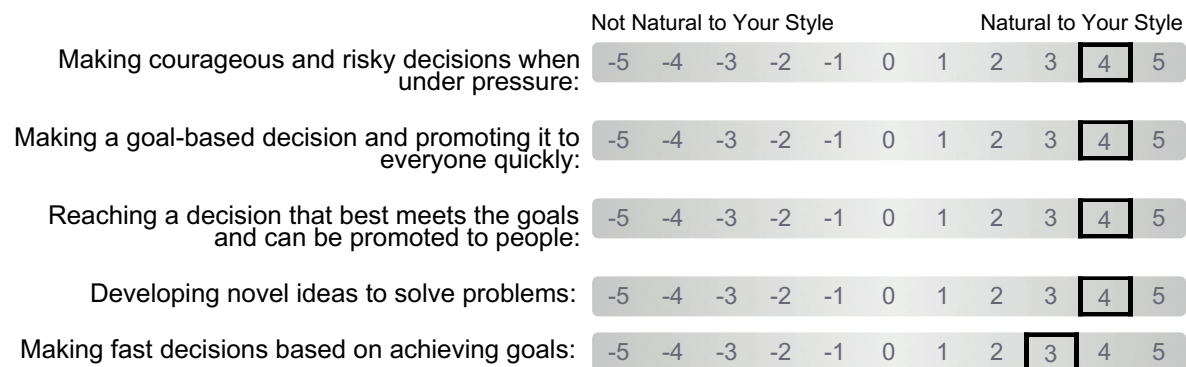 Not Natural to Your Style Natural to Your Style
Making courageous and risky decisions when
under pressure:
-5 -4 -3 -2 -1 0 1 2 3 4 5
Making a goal-based decision and promoting it to
everyone quickly:
-5 -4 -3 -2 -1 0 1 2 3 4 5
Reaching a decision that best meets the goals
and can be promoted to people:
-5 -4 -3 -2 -1 0 1 2 3 4 5
Developing novel ideas to solve problems: -5 -4 -3 -2 -1 0 1 2 3 4 5
Making fast decisions based on achieving goals: -5 -4 -3 -2 -1 0 1 2 3 4 5